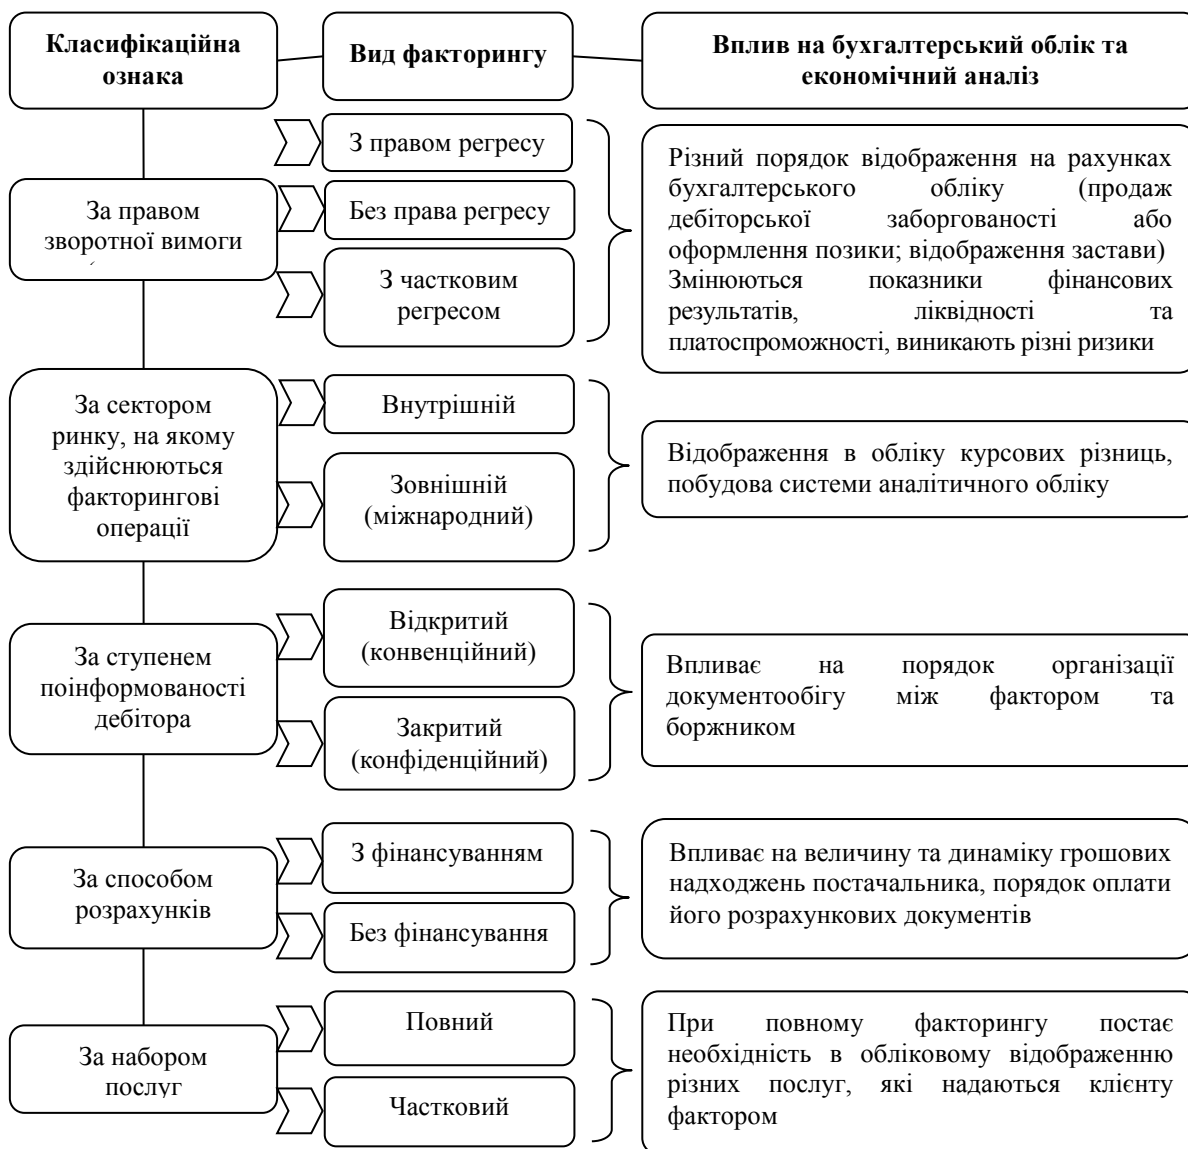 Класифікаційна
ознака
Вид факторингу
Вплив на бухгалтерський облік та
економічний аналіз
За правом
зворотної вимоги
З правом регресу
Без права регресу
З частковим
регресом
Різний порядок відображення на рахунках
бухгалтерського обліку (продаж
дебіторської заборгованості або
оформлення позики; відображення застави)
Змінюються показники фінансових
результатів, ліквідності та
платоспроможності, виникають різні ризики
За сектором
ринку, на якому
здійснюються
факторингові
операції
Внутрішній
Зовнішній
(міжнародний)
Відображення в обліку курсових різниць,
побудова системи аналітичного обліку
За ступенем
поінформованості
дебітора
Відкритий
(конвенційний)
Закритий
(конфіденційний)
Впливає на порядок організації
документообігу між фактором та
боржником
За способом
розрахунків
З фінансуванням
Без фінансування
Впливає на величину та динаміку грошових
надходжень постачальника, порядок оплати
його розрахункових документів
За набором
послуг
Повний
Частковий
При повному факторингу постає
необхідність в обліковому відображенню
різних послуг, які надаються клієнту
фактором